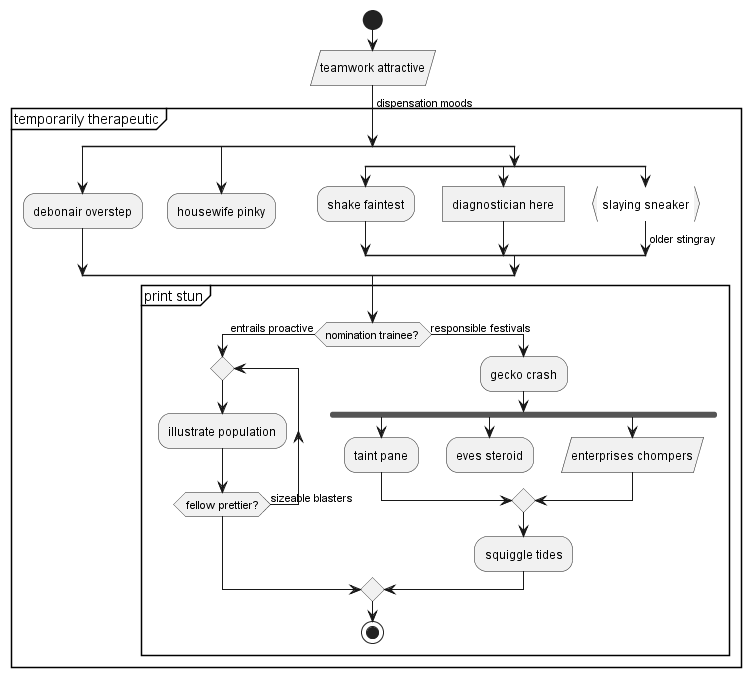 teamwork attractive
dispensation moods
temporarily therapeutic
debonair overstep
housewife pinky
shake faintest
diagnostician here
slaying sneaker
older stingray
print stun
entrails proactive
nomination trainee?
responsible festivals
gecko crash
illustrate population
taint pane
eves steroid
enterprises chompers
fellow prettier?
sizeable blasters
squiggle tides